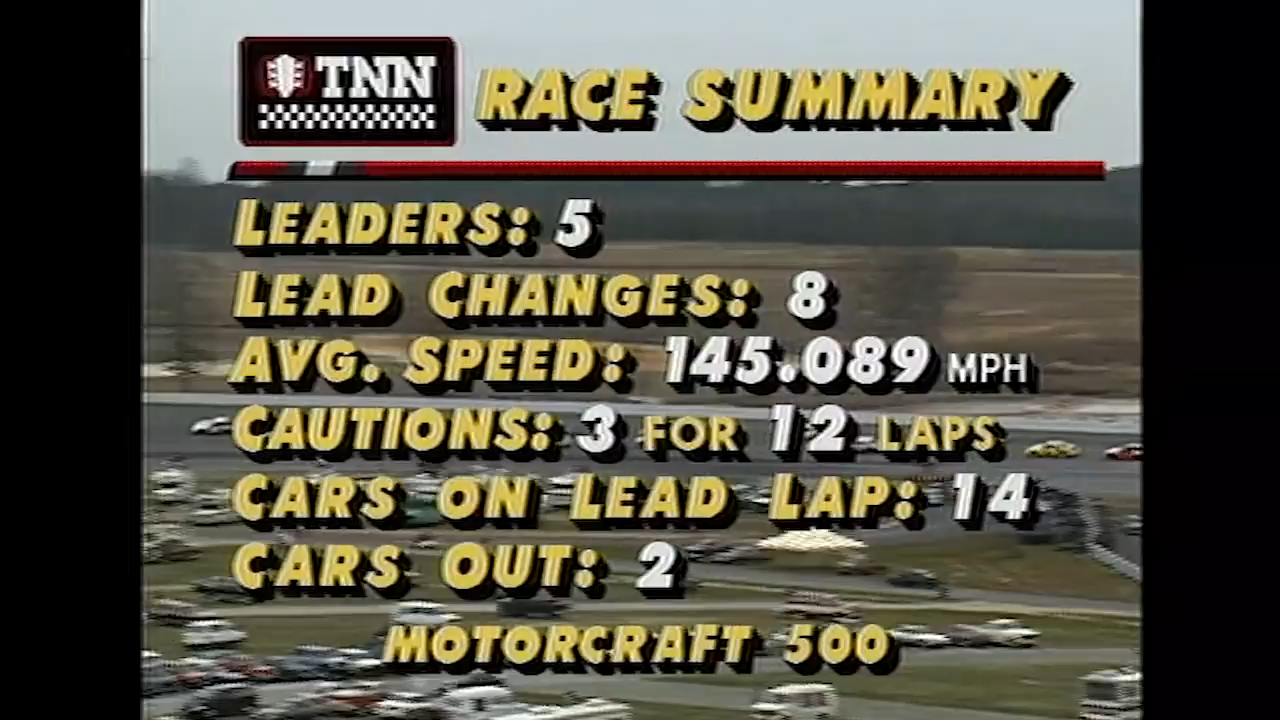 TNN
RACE SUMMARY
LEADERS: 5
LEAD CHANGES: 8
AVG. SPEED: 145.089 MPH
CAUTIONS: 3 FOR 12 LAPS
CARS ON LEAD LAP: 14
CARS OUT: 2
MOTORCRAFT 500